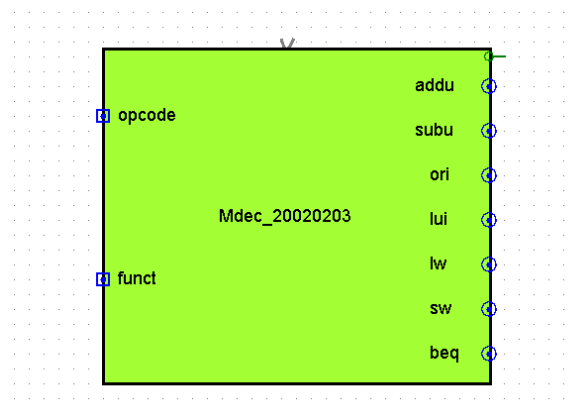 addu
opcode
subu
ori
Mdec_20020203
lui
lw
funct
sw
beq